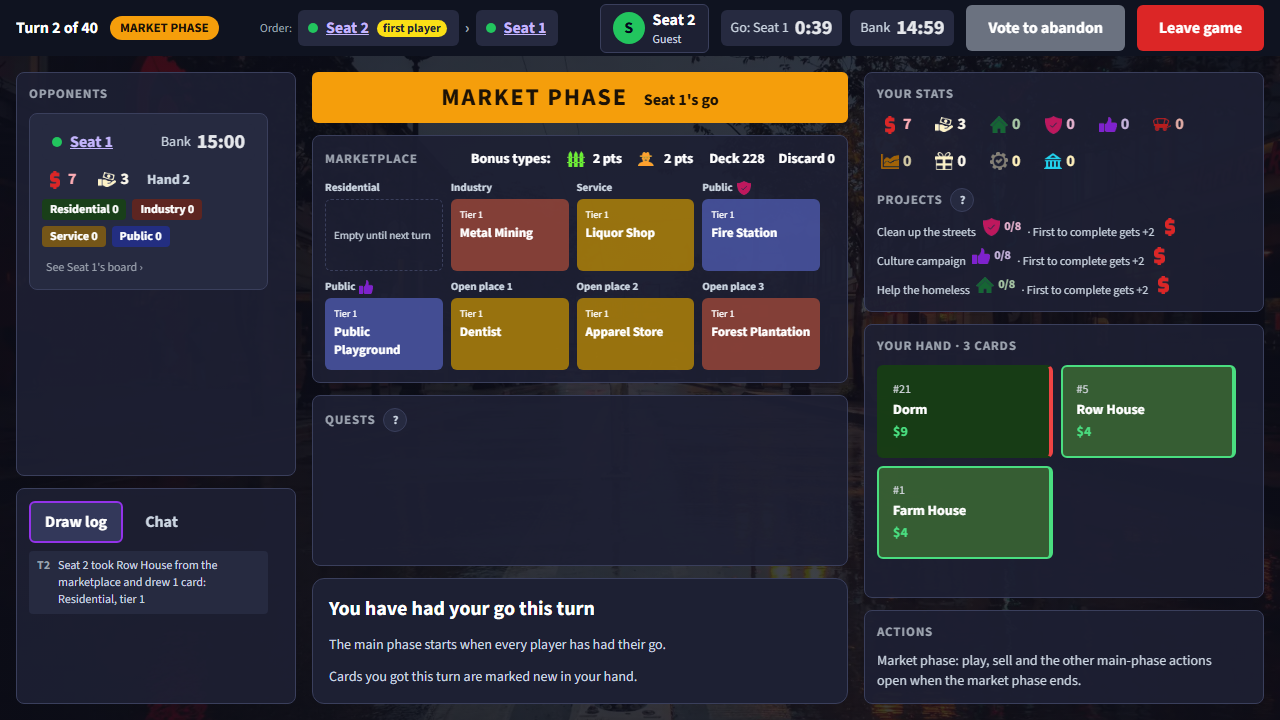 Turn 2 of 40
MARKET PHASE
Order:
Seat 2
first player
›
Seat 1
S
Seat 2
Guest
Go: Seat 1 0:39
Bank 14:59
Vote to abandon
Leave game
OPPONENTS
Seat 1
Bank 15:00
7
3
Hand 2
Residential 0
Industry 0
Service 0
Public 0
See Seat 1's board ›
Draw log
Chat
T2 Seat 2 took Row House from the
marketplace and drew 1 card:
Residential, tier 1
MARKET PHASE Seat 1's go
MARKETPLACE
Bonus types:
2 pts
2 pts
Deck 228
Discard 0
Residential
Industry
Service
Public
Empty until next turn
Tier 1
Metal Mining
Tier 1
Liquor Shop
Tier 1
Fire Station
Public
Open place 1
Open place 2
Open place 3
Tier 1
Public
Playground
Tier 1
Dentist
Tier 1
Apparel Store
Tier 1
Forest Plantation
QUESTS ?
You have had your go this turn
The main phase starts when every player has had their go.
Cards you got this turn are marked new in your hand.
YOUR STATS
7 3 0 0 0 0
0 0 0 0
PROJECTS ?
Clean up the streets 0/8 · First to complete gets +2
Culture campaign 0/8 · First to complete gets +2
Help the homeless 0/8 · First to complete gets +2
YOUR HAND · 3 CARDS
#21
Dorm
$9
#5
Row House
$4
#1
Farm House
$4
ACTIONS
Market phase: play, sell and the other main-phase actions
open when the market phase ends.